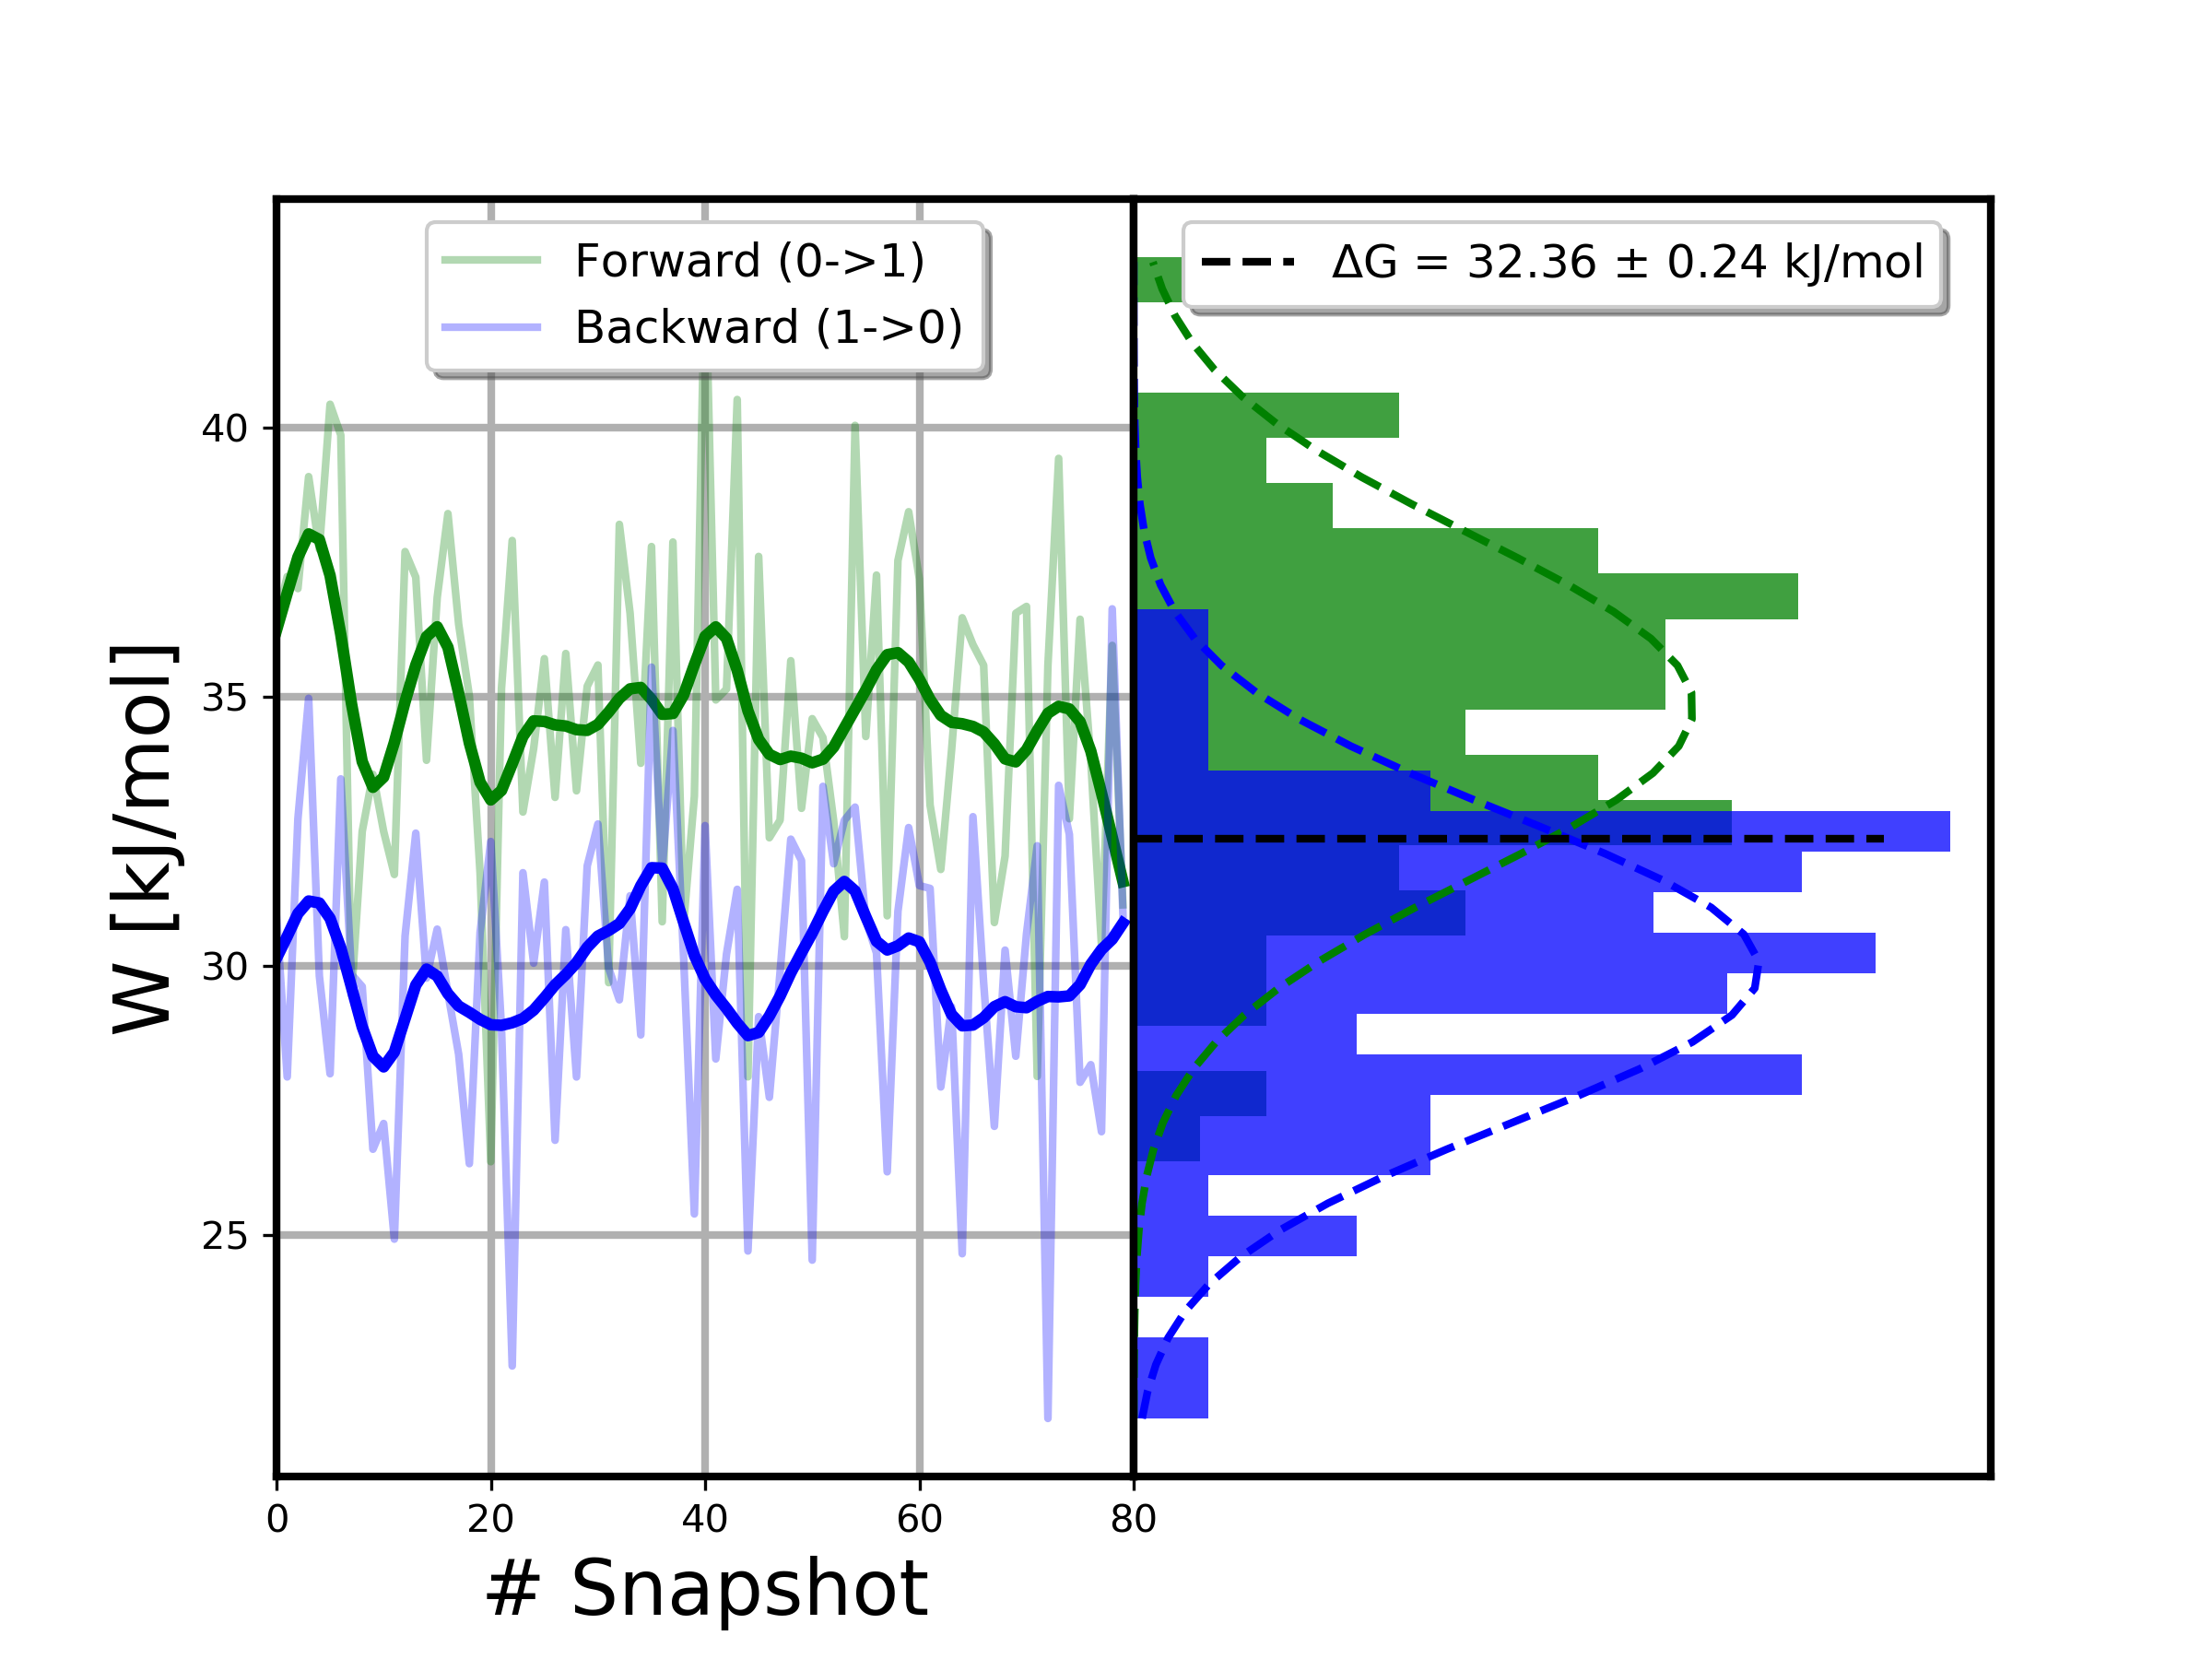 Forward (0->1)
Backward (1->0)
ΔG = 32.36 ± 0.24 kJ/mol
W [kJ/mol]
40
35
30
25
0 20 40 60 80
# Snapshot